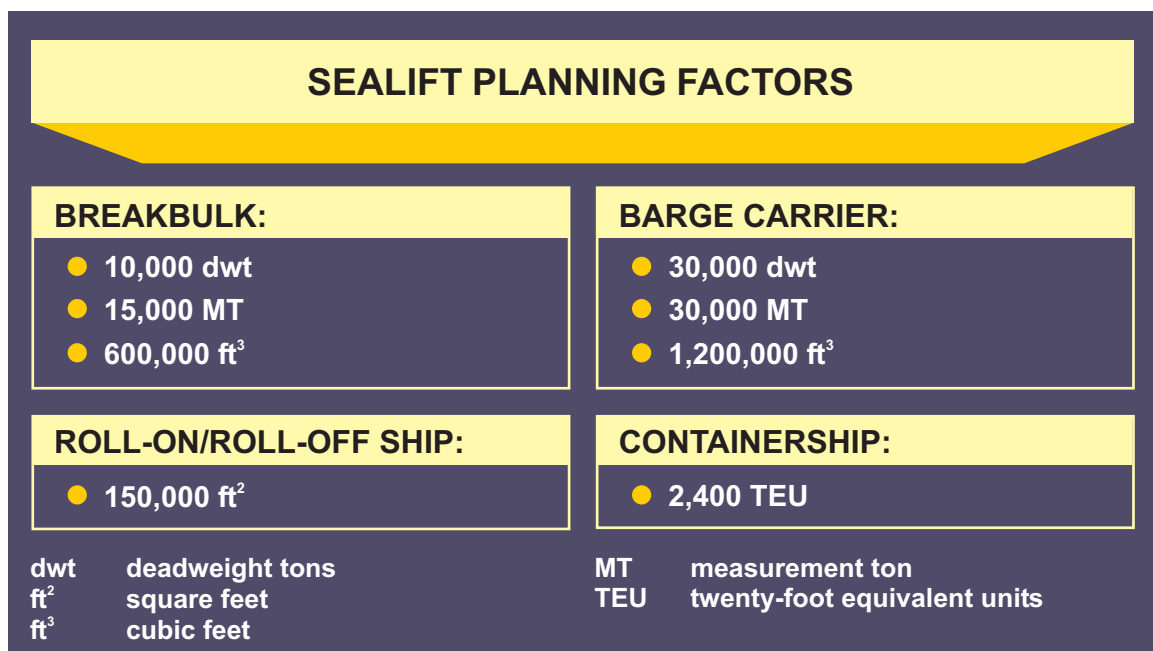 SEALIFT PLANNING FACTORS
BREAKBULK:
10,000 dwt
15,000 MT
600,000 ft³
BARGE CARRIER:
30,000 dwt
30,000 MT
1,200,000 ft³
ROLL-ON/ROLL-OFF SHIP:
150,000 ft²
CONTAINERSHIP:
2,400 TEU
dwt deadweight tons
ft² square feet
ft³ cubic feet
MT measurement ton
TEU twenty-foot equivalent units